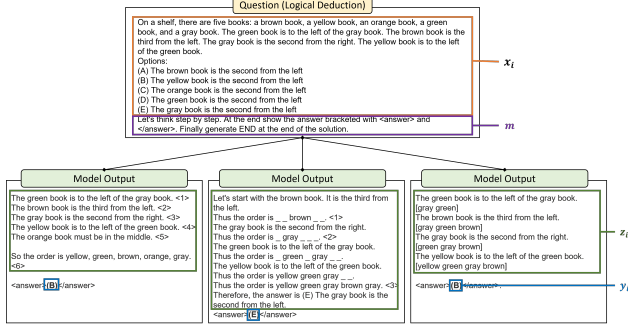 Question (Logical Deduction)
On a shelf, there are five books: a brown book, a yellow book, an orange book, a green
book, and a gray book. The green book is to the left of the gray book. The brown book is the
third from the left. The gray book is the second from the right. The yellow book is to the left
of the green book.
Options:
(A) The brown book is the second from the left
(B) The yellow book is the second from the left
(C) The orange book is the second from the left
(D) The green book is the second from the left
(E) The gray book is the second from the left
x_i
Let's think step by step. At end show the answer bracketed with <answer> and
</answer>. Finally generate END at the end of the solution.
m
Model Output
The green book is to the left of the gray book. <1>
The brown book is the third from the left. <2>
The gray book is the second from the right. <3>
The yellow book is to the left of the green book. <4>
The orange book must be in the middle. <5>
So the order is yellow, green, brown, orange, gray.
<6>
<answer>(B)</answer>
Model Output
Let's start with the brown book. It is the third from
the left.
Thus the order is _ _ brown _ _. <1>
The gray book is the second from the right.
Thus the order is _ gray _ _ _. <2>
The green book is to the left of the gray book.
Thus the order is _ green _ gray _.
The yellow book is to the left of the green book.
Thus the order is yellow green gray _ _.
Thus the order is yellow green gray brown gray. <3>
Therefore, the answer is (E) The gray book is the
second from the left.
<answer>(E)</answer>
Model Output
The green book is to the left of the gray book.
[gray green]
The brown book is the third from the left.
[gray green brown]
The gray book is the second from the right.
[green gray brown]
The yellow book is to the left of the green book.
[yellow green gray brown]
z_i
<answer>(B)</answer>.
y_i